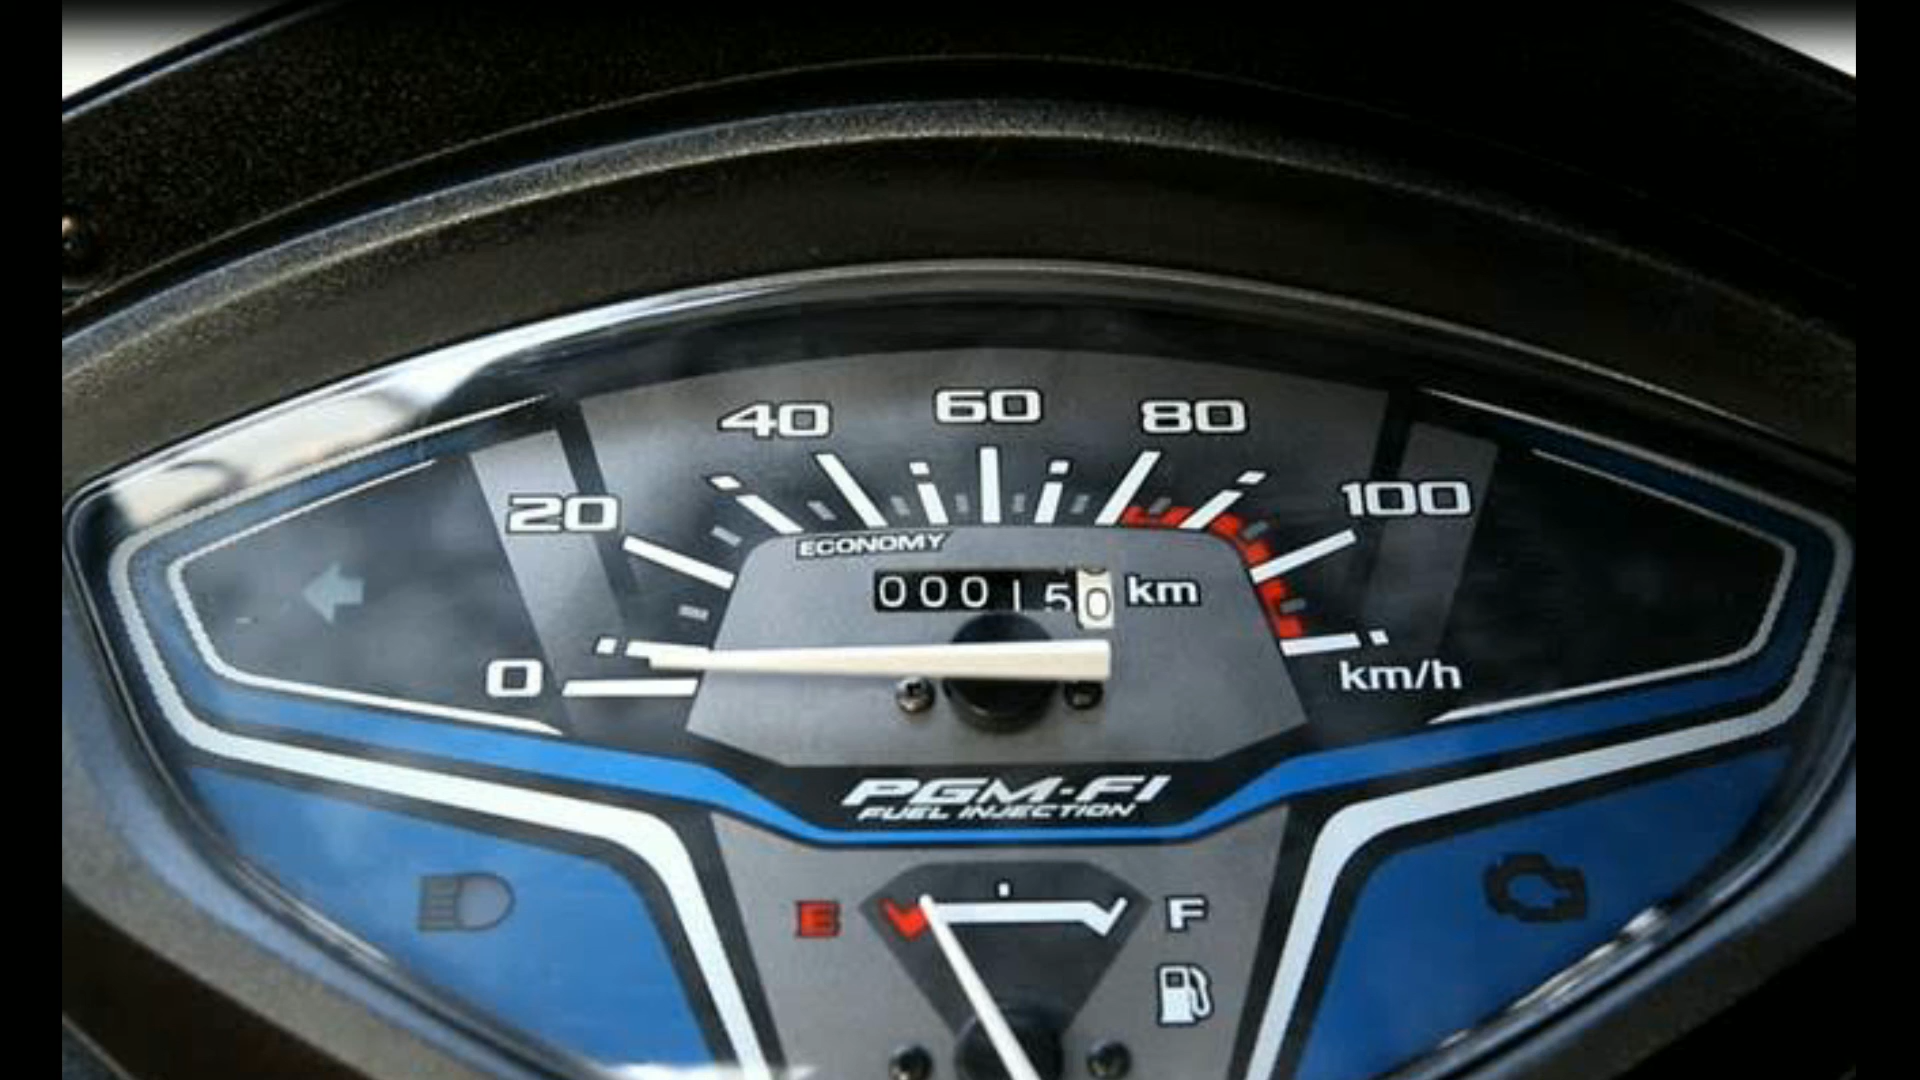 40 60 80
20 100
ECONOMY
000150 km
0 km/h
PGM-FI
FUEL INJECTION
E F